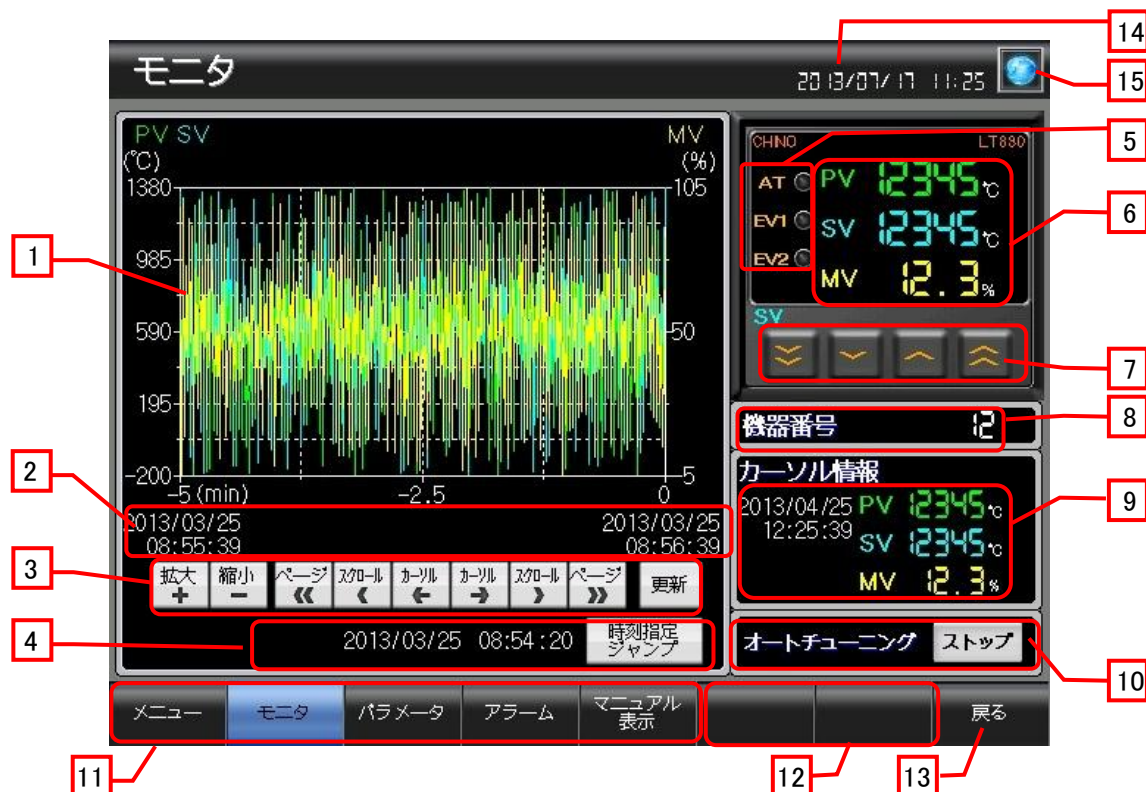 14
モニタ
2013/07/17 11:25
15
PV SV
MV
(℃)
(%)
1380
105
985
590
50
195
-200
-5
-5 (min)
-2.5
0
1
2
2013/03/25
08:55:39
2013/03/25
08:56:39
3
拡大
+
縮小
−
ページ
スクロール
カーソル
カーソル
スクロール
ページ
更新
4
2013/03/25 08:54:20
時刻指定
ジャンプ
5
CHINO
LT830
AT
PV 12345℃
EV1
SV 12345℃
EV2
MV 12.3%
6
SV
7
8
機器番号 12
カーソル情報
9
2013/04/25
12:25:39
PV 12345℃
SV 12345℃
MV 12.3%
オートチューニング ストップ
10
メニュー
モニタ
パラメータ
アラーム
マニュアル
表示
戻る
11
12
13